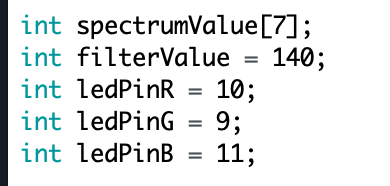 int spectrumValue[7];
int filterValue = 140;
int ledPinR = 10;
int ledPinG = 9;
int ledPinB = 11;